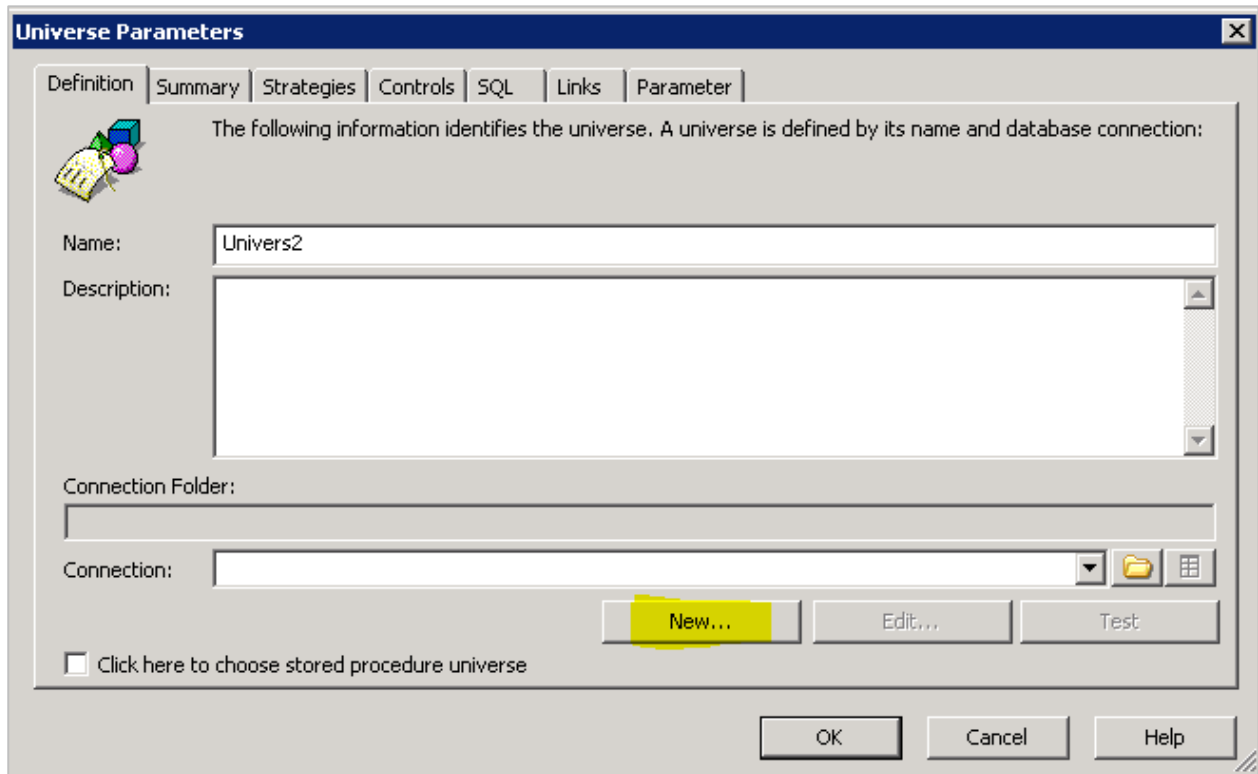 Universe Parameters
Definition Summary Strategies Controls SQL Links Parameter
The following information identifies the universe. A universe is defined by its name and database connection:
Name: Univers2
Description:
Connection Folder:
Connection:
New... Edit... Test
Click here to choose stored procedure universe
OK Cancel Help